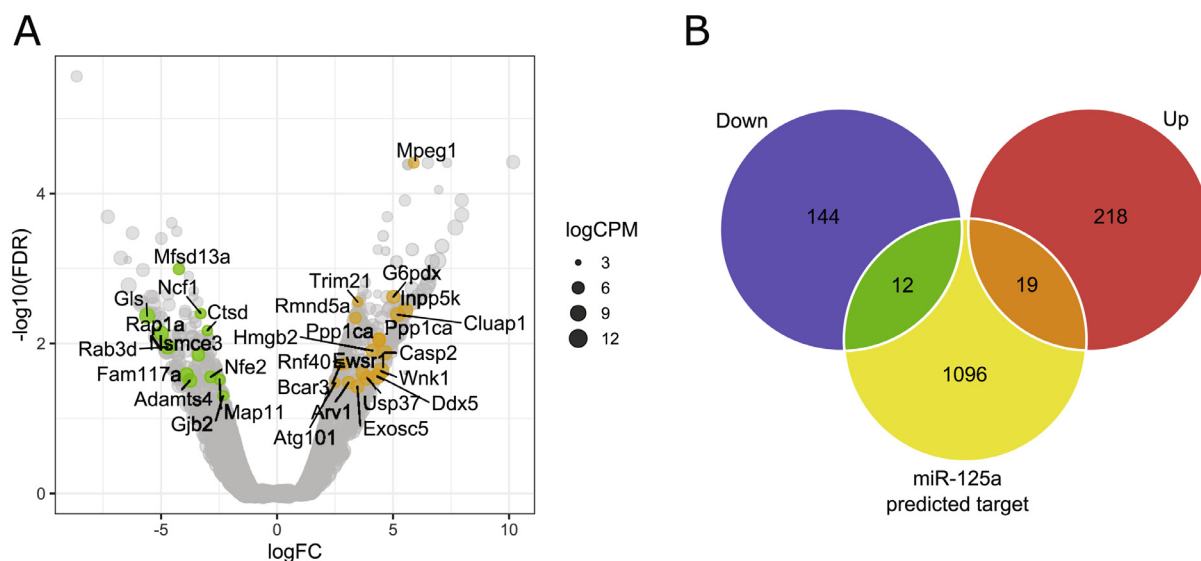 A
B
-log10(FDR)
4
2
0
-5
0
5
10
logFC
Mpeg1
Mfsd13a
Ncf1
Gls
Ctsd
Rap1a
Nsmce3
Rab3d
Fam117a
Nfe2
Adamts4
Gjb2
Map11
Trim21
G6pdx
Rmnd5a
Inpp5k
Ppp1ca
Ppp1ca
Cluap1
Hmgb2
Rnf40
Ewsr1
Casp2
Bcar3
Wnk1
Arv1
Usp37
Ddx5
Atg101
Exosc5
logCPM
3
6
9
12
Down
Up
144
218
12
19
1096
miR-125a
predicted target